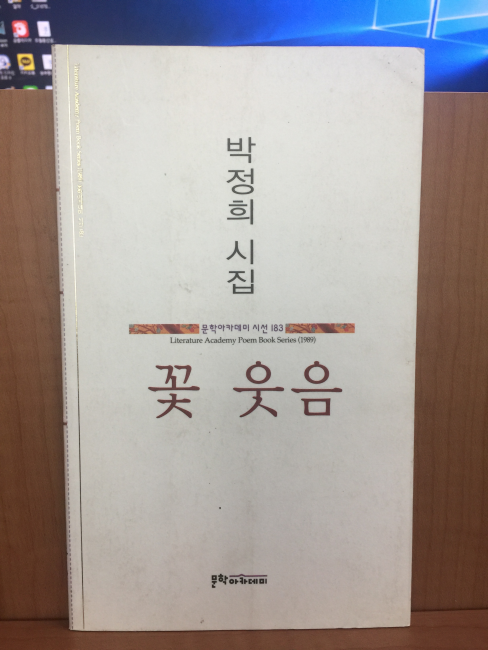 박정희 시집
문학아카데미 시선 183
Literature Academy Poem Book Series (1989)
꽃 웃음
문학아카데미